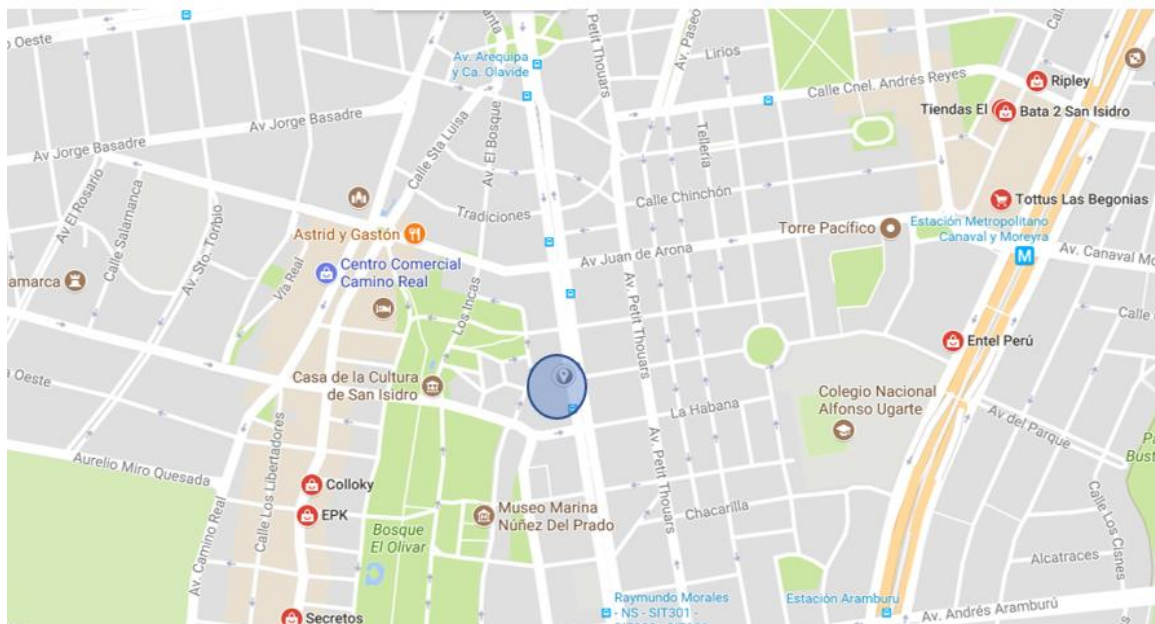 Oeste
Av. Arequipa
y Ca. Olavide
Petit Thouars
Av. Paseo
Lirios
Calle Cnel. Andrés Reyes
Ripley
Tiendas El
Bata 2 San Isidro
Av Jorge Basadre
Av Jorge Basadre
Calle Sta Luisa
Av. El Bosque
Telleria
Av El Rosario
Calle Salamanca
Av. Sto. Toribio
Tradiciones
Calle Chinchón
Tottus Las Begonias
Astrid y Gastón
Torre Pacífico
Estación Metropolitano
Canaval y Moreyra
M
Av Juan de Arona
Av. Canaval Mo
Vía Real
Centro Comercial
Camino Real
amarca
Los Incas
Av. Petit Thouars
Calle
Entel Perú
Oeste
Casa de la Cultura
de San Isidro
Colegio Nacional
Alfonso Ugarte
La Habana
Av del Parque
Aurelio Miro Quesada
Av. Petit Thouars
Calle Los Libertadores
Colloky
EPK
Av. Camino Real
Bosque
El Olivar
Museo Marina
Núñez Del Prado
Chacarilla
Calle Los Cisnes
Alcatraces
Raymundo Morales
- NS - SIT301 -
Estación Aramburu
Av. Andrés Aramburú
Secretos